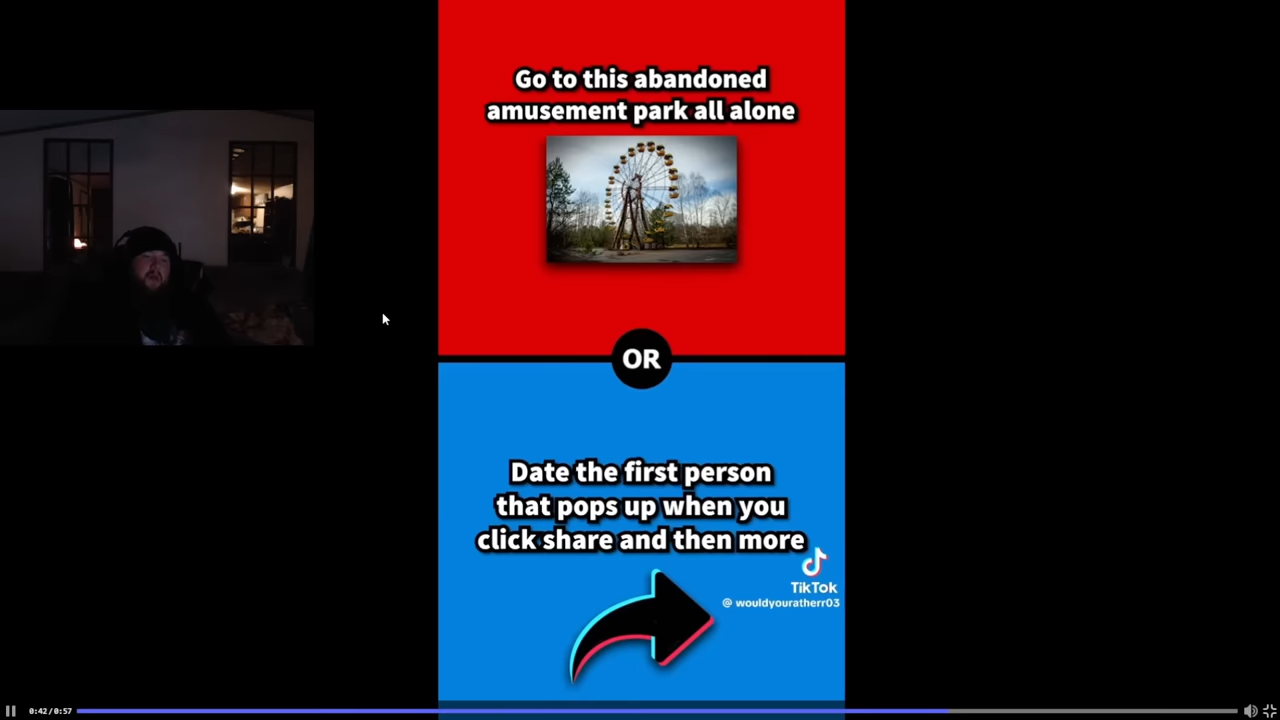 Go to this abandoned
amusement park all alone
OR
Date the first person
that pops up when you
click share and then more
TikTok
@ wouldyouratherr03
0:42/0:57